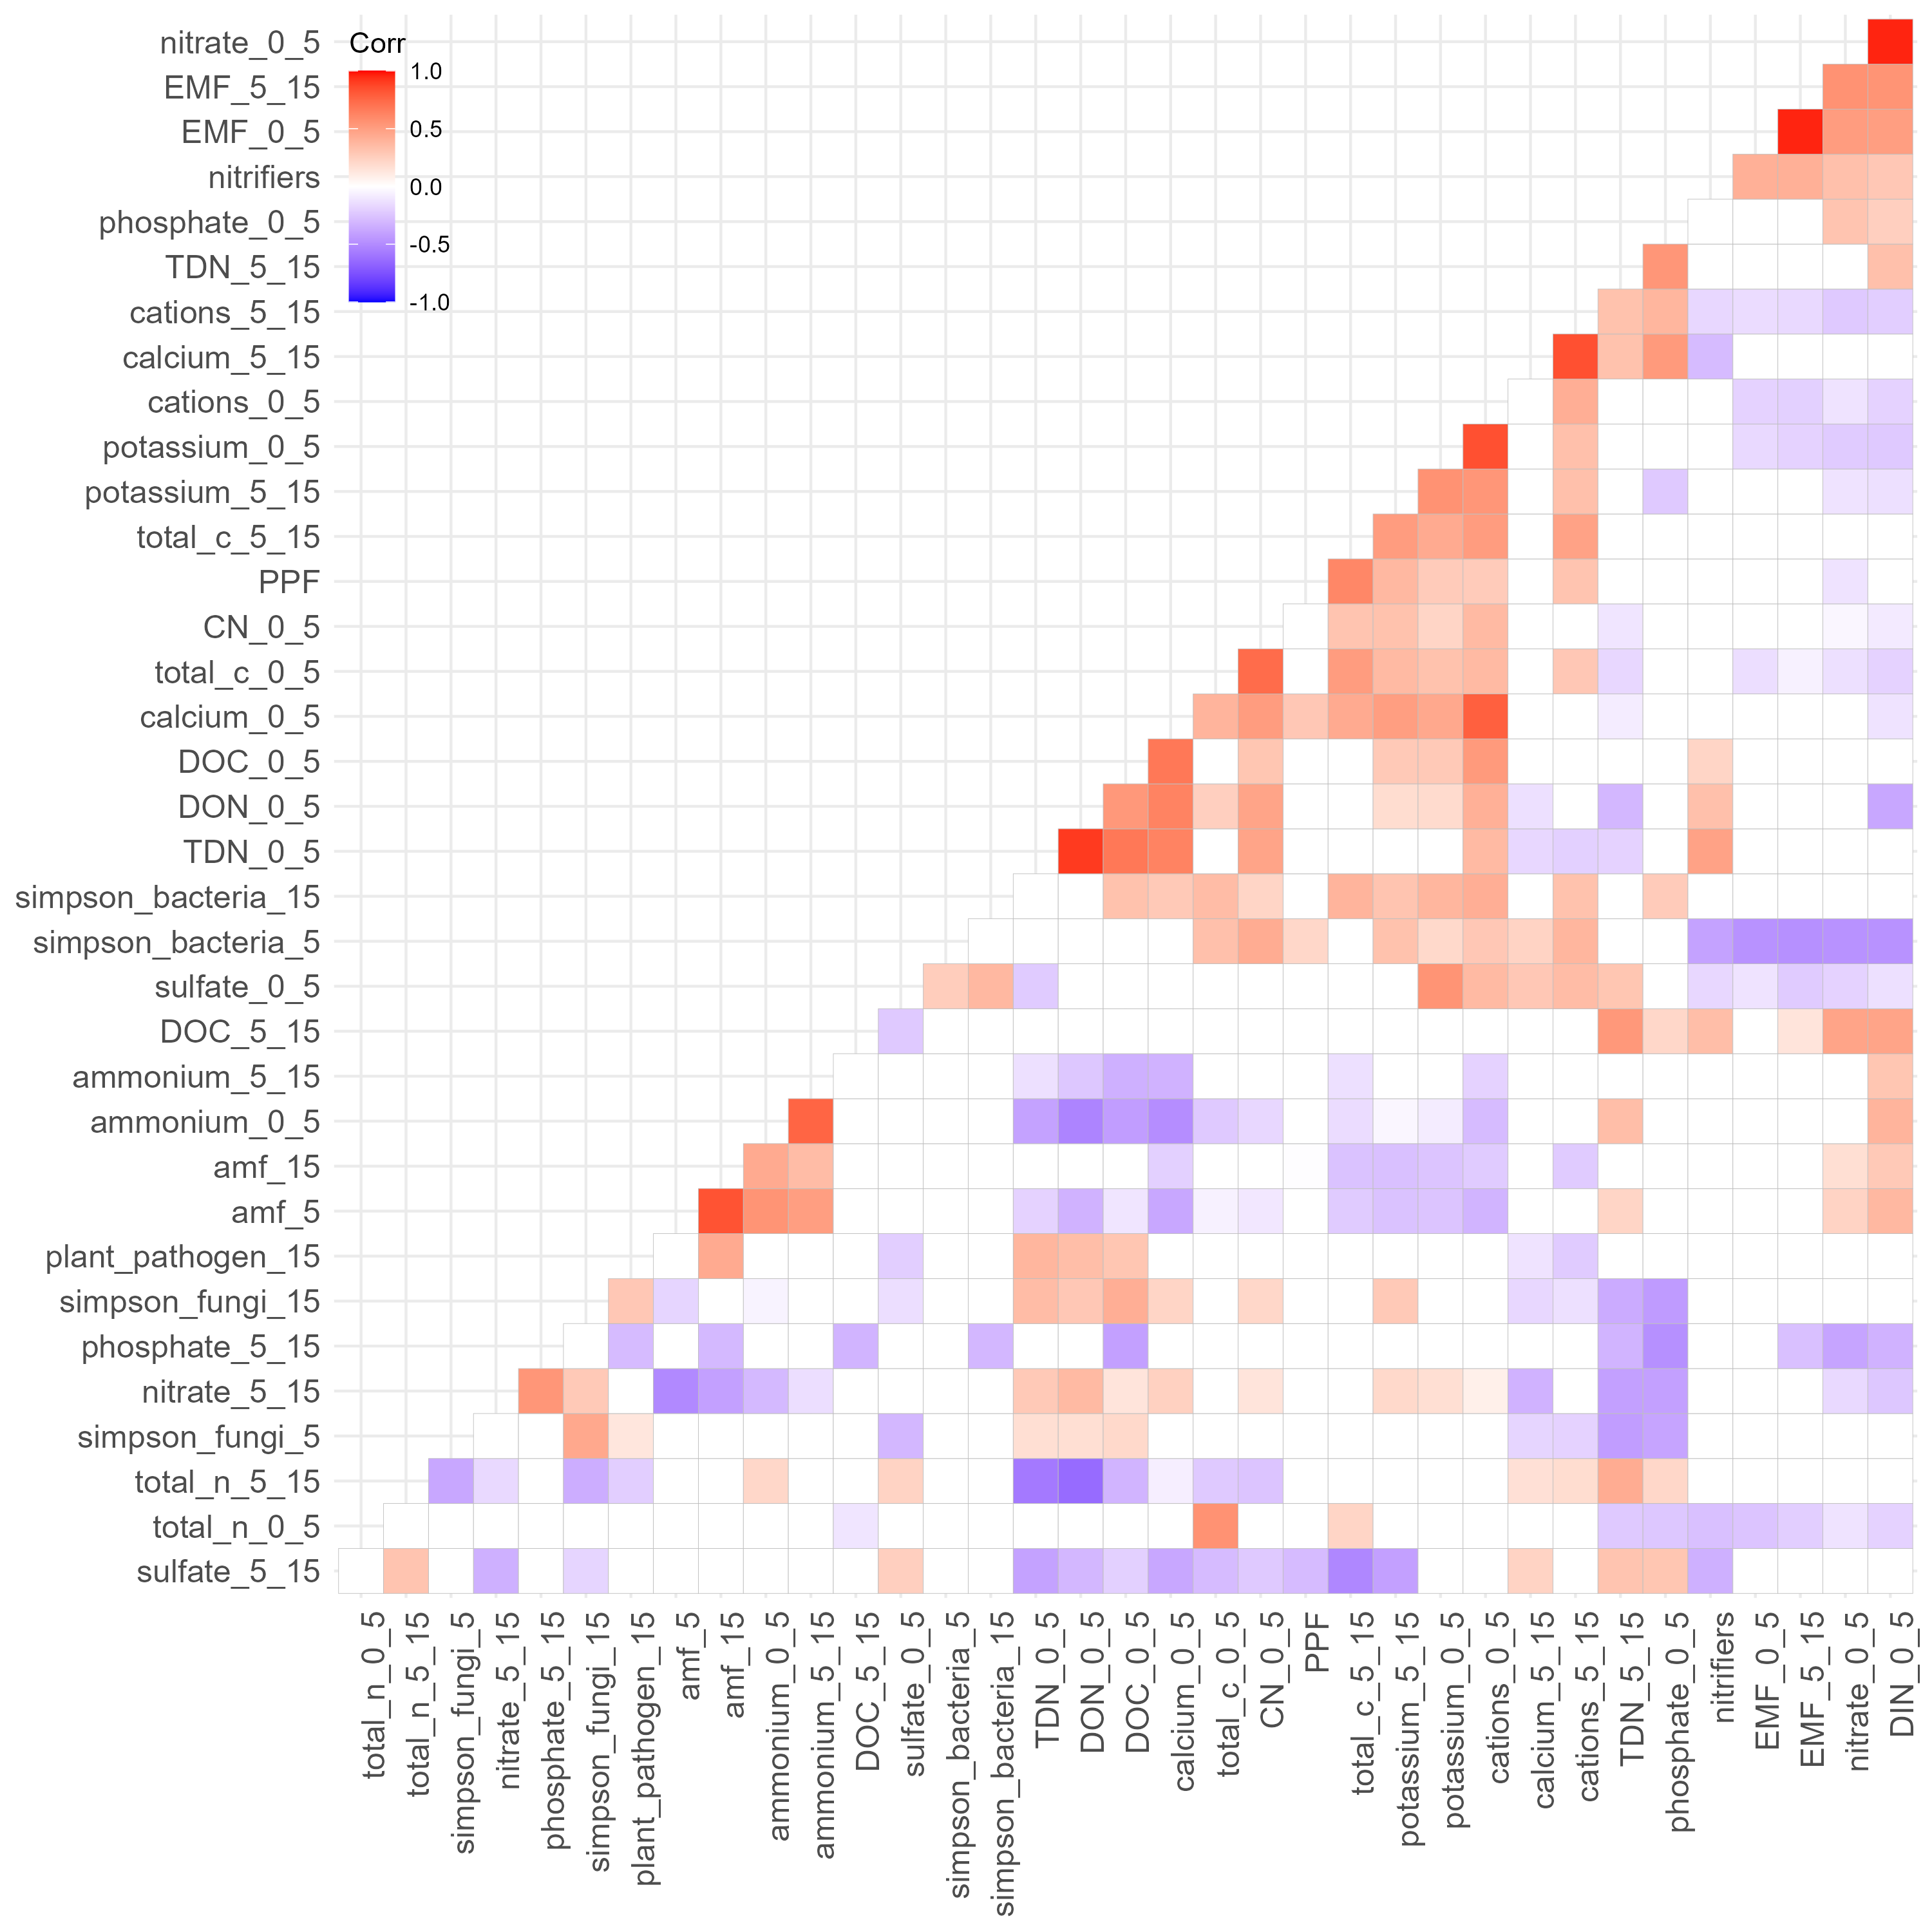 Corr
1.0
0.5
0.0
-0.5
-1.0
nitrate_0_5
EMF_5_15
EMF_0_5
nitrifiers
phosphate_0_5
TDN_5_15
cations_5_15
calcium_5_15
cations_0_5
potassium_0_5
potassium_5_15
total_c_5_15
PPF
CN_0_5
total_c_0_5
calcium_0_5
DOC_0_5
DON_0_5
TDN_0_5
simpson_bacteria_15
simpson_bacteria_5
sulfate_0_5
DOC_5_15
ammonium_5_15
ammonium_0_5
amf_15
amf_5
plant_pathogen_15
simpson_fungi_15
phosphate_5_15
nitrate_5_15
simpson_fungi_5
total_n_5_15
total_n_0_5
sulfate_5_15
total_n_0_5
total_n_5_15
simpson_fungi_5
nitrate_5_15
phosphate_5_15
simpson_fungi_15
plant_pathogen_15
amf_5
amf_15
ammonium_0_5
ammonium_5_15
DOC_5_15
sulfate_0_5
simpson_bacteria_5
simpson_bacteria_15
TDN_0_5
DON_0_5
DOC_0_5
calcium_0_5
total_c_0_5
CN_0_5
PPF
total_c_5_15
potassium_5_15
potassium_0_5
cations_0_5
calcium_5_15
cations_5_15
TDN_5_15
phosphate_0_5
nitrifiers
EMF_0_5
EMF_5_15
nitrate_0_5
DIN_0_5